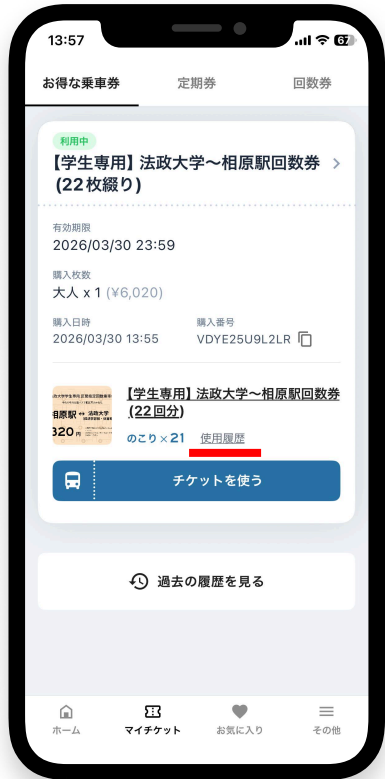 13:57
67
お得な乗車券
定期券
回数券
利用中
【学生専用】法政大学〜相原駅回数券
(22枚綴り)
有効期限
2026/03/30 23:59
購入枚数
大人 x 1 (¥6,020)
購入日時
購入番号
2026/03/30 13:55
VDYE25U9L2LR
【学生専用】法政大学〜相原駅回数券
(22回分)
相原駅 ⇔ 法政大学
320 円
のこり×21
使用履歴
チケットを使う
過去の履歴を見る
ホーム
マイチケット
お気に入り
その他